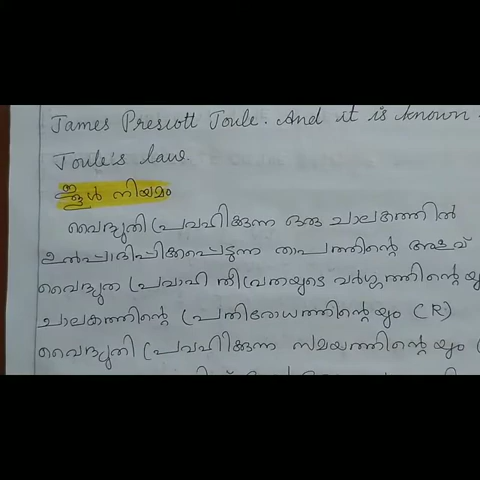 James Prescott Joule. And it is known
Joule's law.
ജൂൾ നിയമം
വൈദ്യുതി പ്രവഹിക്കുന്ന ഒരു ചാലകത്തിൽ
ഉൽപ്പാദിപ്പിക്കപ്പെടുന്ന താപത്തിന്റെ അളവ്
വൈദ്യുത പ്രവാഹ തീവ്രതയുടെ വർഗ്ഗത്തിന്റെയും
ചാലകത്തിന്റെ പ്രതിരോധത്തിന്റെയും (R)
വൈദ്യുതി പ്രവഹിക്കുന്ന സമയത്തിന്റെയും (